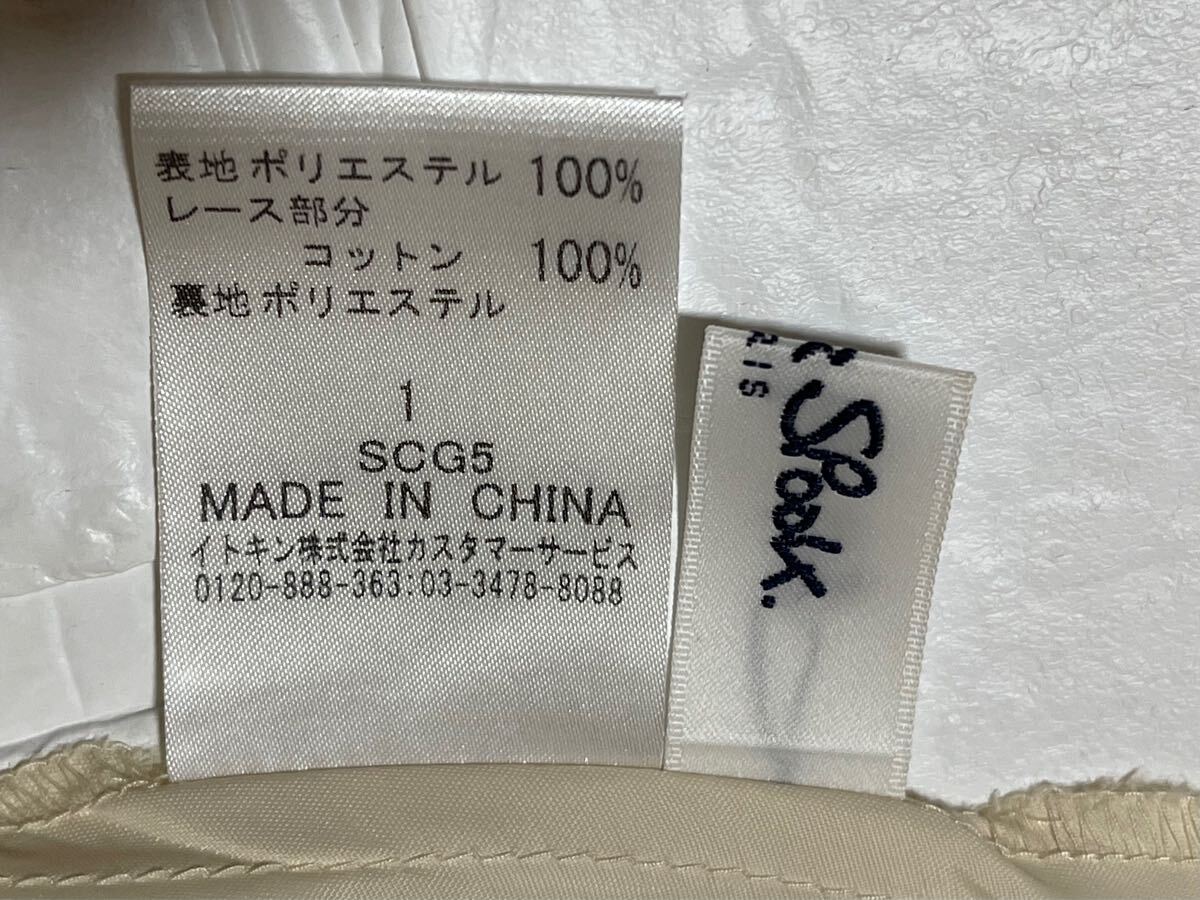 表地 ポリエステル 100%
レース部分
コットン 100%
裏地 ポリエステル
1
SCG5
MADE IN CHINA
イトキン株式会社カスタマーサービス
0120-888-363:03-3478-8088
Spook.